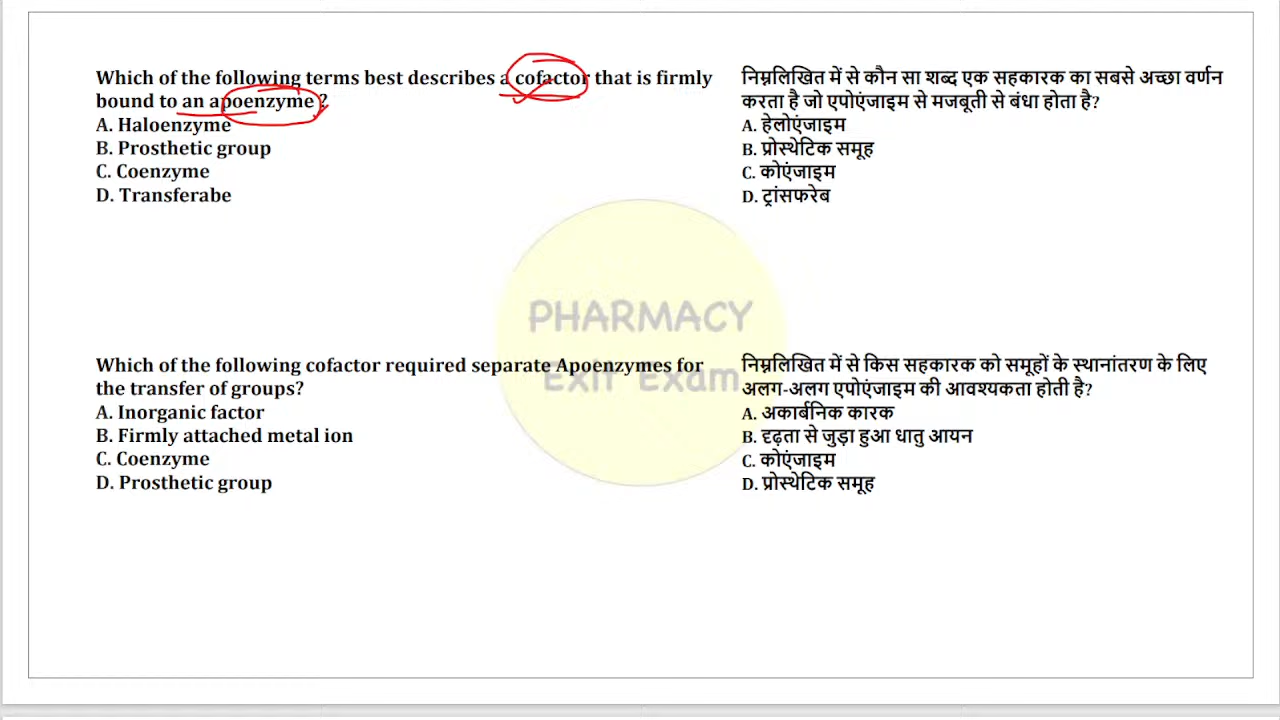 Which of the following terms best describes a cofactor that is firmly
bound to an apoenzyme ?
A. Haloenzyme
B. Prosthetic group
C. Coenzyme
D. Transferabe
निम्नलिखित में से कौन सा शब्द एक सहकारक का सबसे अच्छा वर्णन
करता है जो एपोएंजाइम से मजबूती से बंधा होता है?
A. हेलोएंजाइम
B. प्रोस्थेटिक समूह
C. कोएंजाइम
D. ट्रांसफरेब
PHARMACY
Exit Exam
Which of the following cofactor required separate Apoenzymes for
the transfer of groups?
A. Inorganic factor
B. Firmly attached metal ion
C. Coenzyme
D. Prosthetic group
निम्नलिखित में से किस सहकारक को समूहों के स्थानांतरण के लिए
अलग-अलग एपोएंजाइम की आवश्यकता होती है?
A. अकार्बनिक कारक
B. दृढ़ता से जुड़ा हुआ धातु आयन
C. कोएंजाइम
D. प्रोस्थेटिक समूह